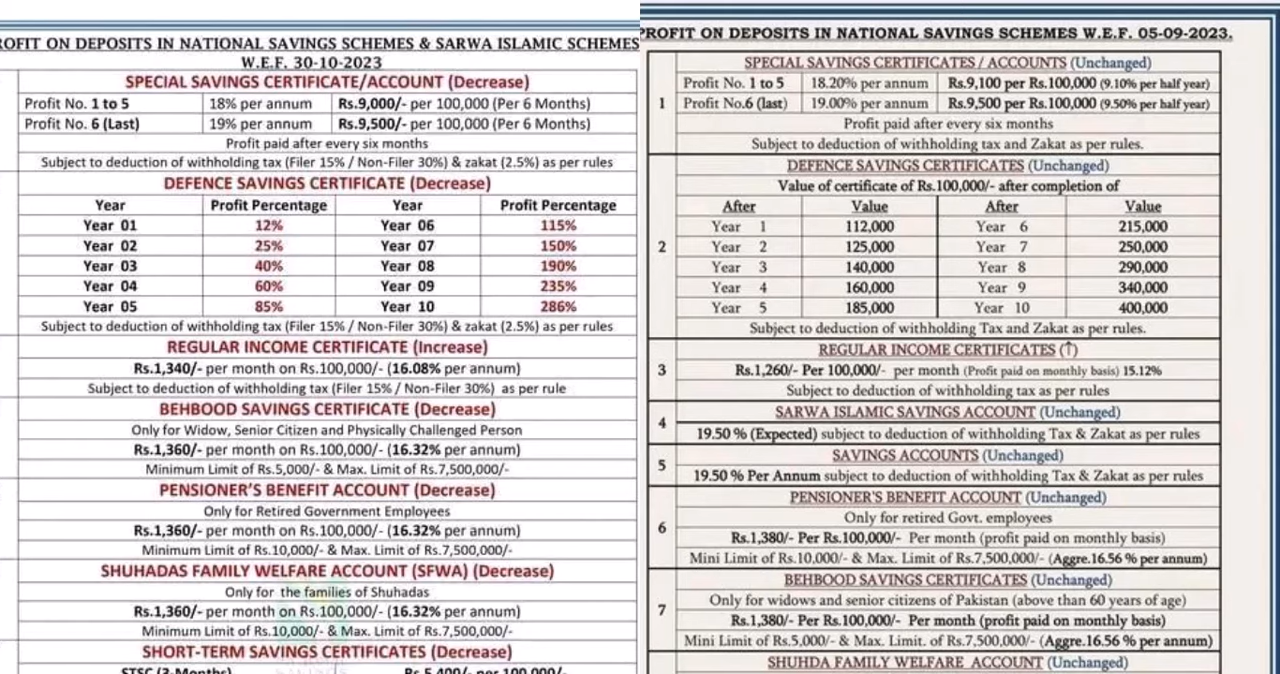 ROFIT ON DEPOSITS IN NATIONAL SAVINGS SCHEMES & SARWA ISLAMIC SCHEMES
W.E.F. 30-10-2023
SPECIAL SAVINGS CERTIFICATE/ACCOUNT (Decrease)
Profit No. 1 to 5 18% per annum Rs.9,000/- per 100,000 (Per 6 Months)
Profit No. 6 (Last) 19% per annum Rs.9,500/- per 100,000 (Per 6 Months)
Profit paid after every six months
Subject to deduction of withholding tax (Filer 15% / Non-Filer 30%) & zakat (2.5%) as per rules
DEFENCE SAVINGS CERTIFICATE (Decrease)
Year Profit Percentage Year Profit Percentage
Year 01 12% Year 06 115%
Year 02 25% Year 07 150%
Year 03 40% Year 08 190%
Year 04 60% Year 09 235%
Year 05 85% Year 10 286%
Subject to deduction of withholding tax (Filer 15% / Non-Filer 30%) & zakat (2.5%) as per rules
REGULAR INCOME CERTIFICATE (Increase)
Rs.1,340/- per month on Rs.100,000/- (16.08% per annum)
Subject to deduction of withholding tax (Filer 15% / Non-Filer 30%) as per rule
BEHBOOD SAVINGS CERTIFICATE (Decrease)
Only for Widow, Senior Citizen and Physically Challenged Person
Rs.1,360/- per month on Rs.100,000/- (16.32% per annum)
Minimum Limit of Rs.5,000/- & Max. Limit of Rs.7,500,000/-
PENSIONER'S BENEFIT ACCOUNT (Decrease)
Only for Retired Government Employees
Rs.1,360/- per month on Rs.100,000/- (16.32% per annum)
Minimum Limit of Rs.10,000/- & Max. Limit of Rs.7,500,000/-
SHUHADAS FAMILY WELFARE ACCOUNT (SFWA) (Decrease)
Only for the families of Shuhadas
Rs.1,360/- per month on Rs.100,000/- (16.32% per annum)
Minimum Limit of Rs.10,000/- & Max. Limit of Rs.7,500,000/-
SHORT-TERM SAVINGS CERTIFICATES (Decrease)
STSC (3-Months) Rs.5,400/- per 100,000/-
PROFIT ON DEPOSITS IN NATIONAL SAVINGS SCHEMES W.E.F. 05-09-2023.
SPECIAL SAVINGS CERTIFICATES / ACCOUNTS (Unchanged)
1 Profit No. 1 to 5 18.20% per annum Rs.9,100 per Rs.100,000 (9.10% per half year)
Profit No.6 (last) 19.00% per annum Rs.9,500 per Rs.100,000 (9.50% per half year)
Profit paid after every six months
Subject to deduction of withholding tax and Zakat as per rules.
DEFENCE SAVINGS CERTIFICATES (Unchanged)
Value of certificate of Rs.100,000/- after completion of
After Value After Value
Year 1 112,000 Year 6 215,000
2 Year 2 125,000 Year 7 250,000
Year 3 140,000 Year 8 290,000
Year 4 160,000 Year 9 340,000
Year 5 185,000 Year 10 400,000
Subject to deduction of withholding Tax and Zakat as per rules.
REGULAR INCOME CERTIFICATES (↑)
3 Rs.1,260/- Per 100,000/- per month (Profit paid on monthly basis) 15.12%
Subject to deduction of withholding tax as per rules
4 SARWA ISLAMIC SAVINGS ACCOUNT (Unchanged)
19.50 % (Expected) subject to deduction of withholding Tax & Zakat as per rules
5 SAVINGS ACCOUNTS (Unchanged)
19.50 % Per Annum subject to deduction of withholding Tax & Zakat as per rules
PENSIONER'S BENEFIT ACCOUNT (Unchanged)
6 Only for retired Govt. employees
Rs.1,380/- Per Rs.100,000/- Per month (profit paid on monthly basis)
Mini Limit of Rs.10,000/- & Max. Limit of Rs.7,500,000/- (Aggre.16.56 % per annum)
BEHBOOD SAVINGS CERTIFICATES (Unchanged)
7 Only for widows and senior citizens of Pakistan (above than 60 years of age)
Rs.1,380/- Per Rs.100,000/- Per month (profit paid on monthly basis)
Mini Limit of Rs.5,000/- & Max. Limit. of Rs.7,500,000/- (Aggre.16.56 % per annum)
SHUHDA FAMILY WELFARE ACCOUNT (Unchanged)